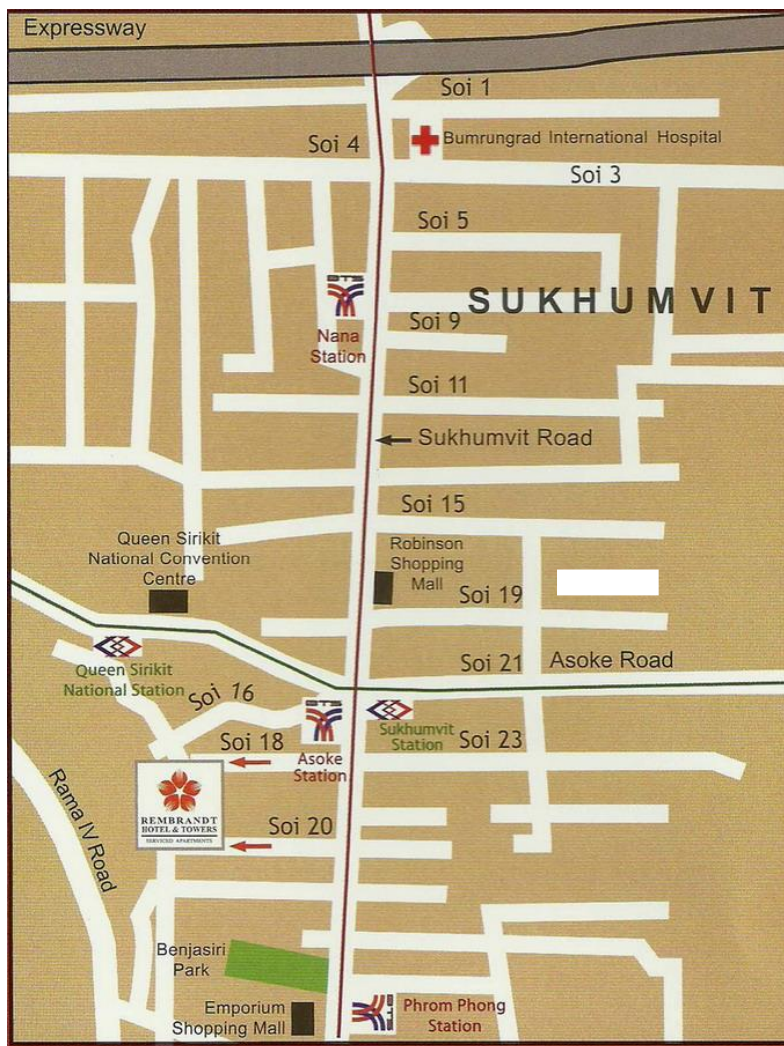 Expressway
Soi 1
Soi 4
Bumrungrad International Hospital
Soi 3
Soi 5
BTS
SUKHUMVIT
Nana
Station
Soi 9
Soi 11
Sukhumvit Road
Soi 15
Queen Sirikit
National Convention
Centre
Robinson
Shopping
Mall
Soi 19
Queen Sirikit
National Station
Soi 21
Asoke Road
Soi 16
BTS
Sukhumvit
Station
Soi 18
Asoke
Station
Soi 23
Rama IV Road
REMBRANDT
HOTEL & TOWERS
SERVICED APARTMENTS
Soi 20
Benjasiri
Park
Emporium
Shopping Mall
BTS
Phrom Phong
Station